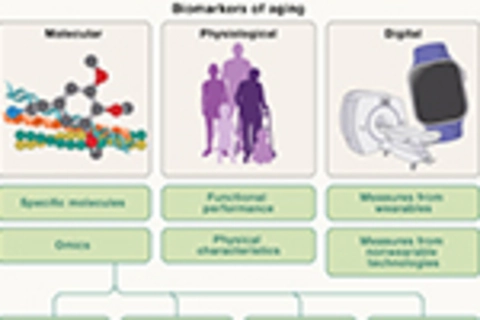 Biomarkers of aging
Molecular
Physiological
Digital
Specific molecules
Functional
performance
Measures from
wearables
Omics
Physical
characteristics
Measures from
nonwearable
technologies